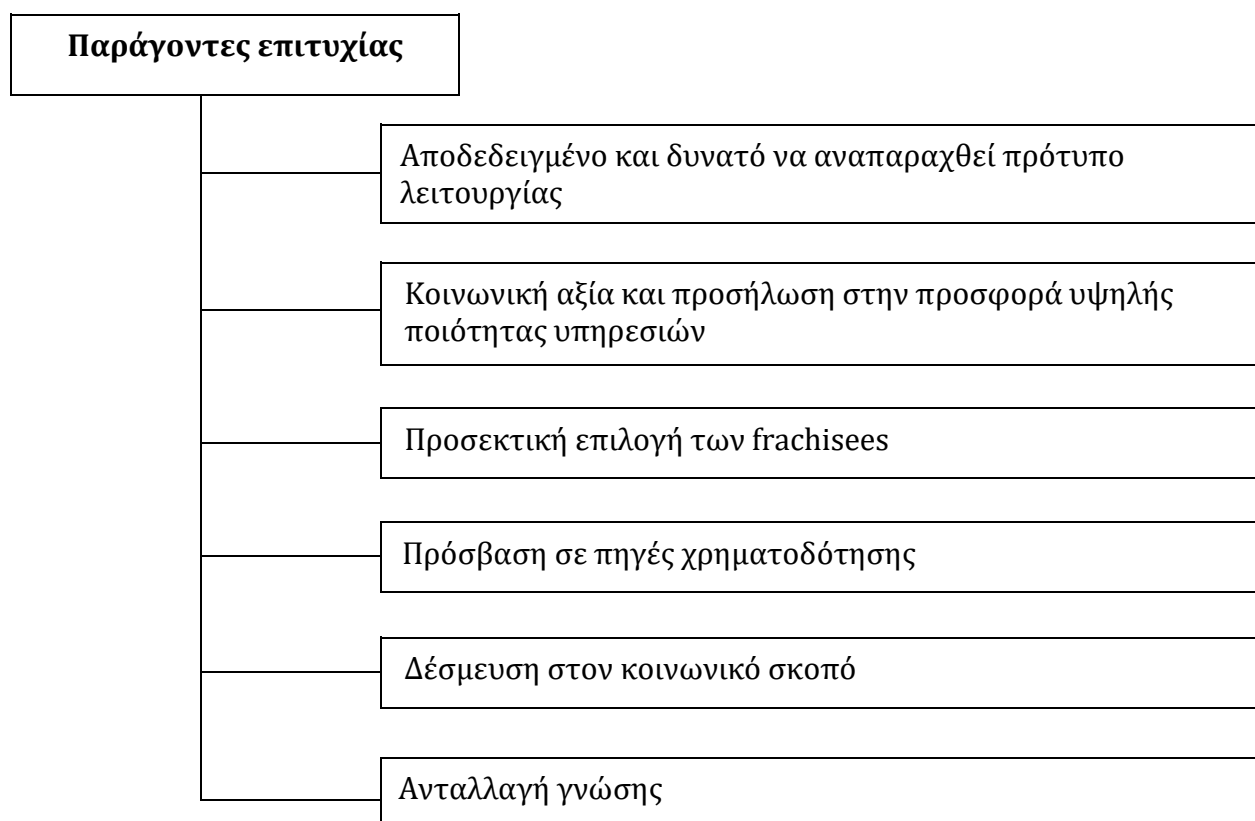 Παράγοντες επιτυχίας
Αποδεδειγμένο και δυνατό να αναπαραχθεί πρότυπο
λειτουργίας
Κοινωνική αξία και προσήλωση στην προσφορά υψηλής
ποιότητας υπηρεσιών
Προσεκτική επιλογή των frachisees
Πρόσβαση σε πηγές χρηματοδότησης
Δέσμευση στον κοινωνικό σκοπό
Ανταλλαγή γνώσης